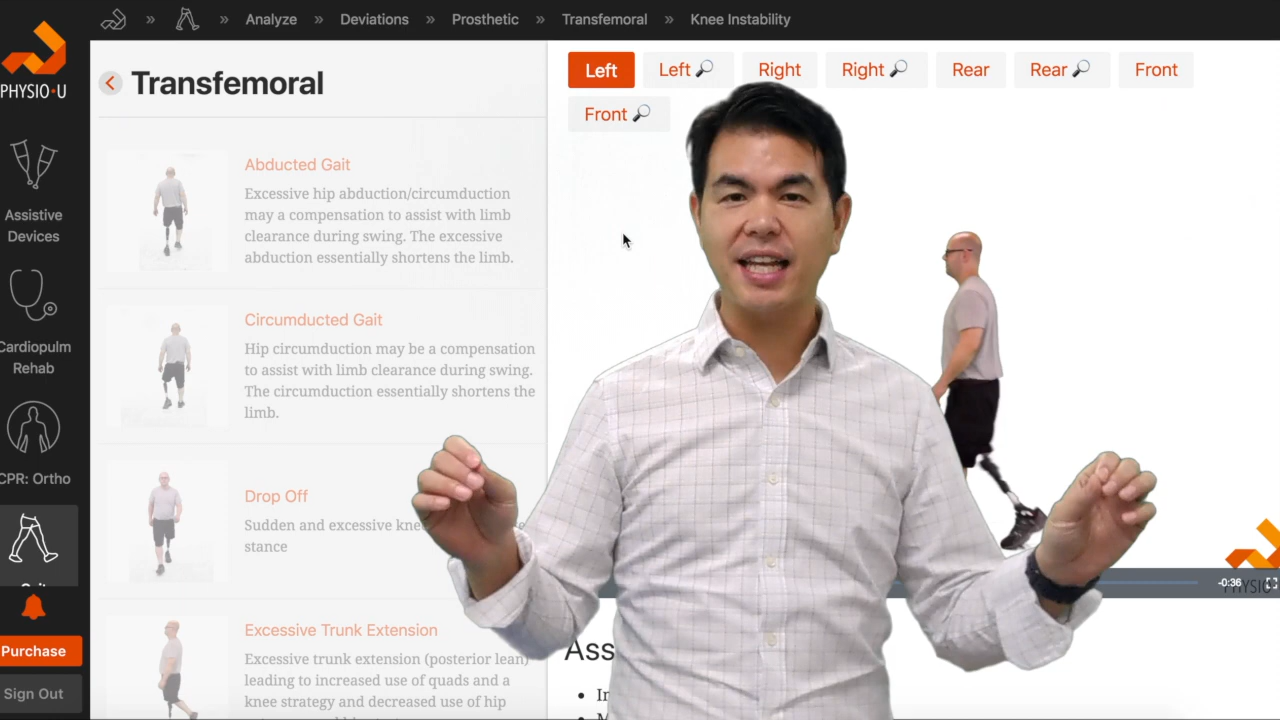 » » Analyze » Deviations » Prosthetic » Transfemoral » Knee Instability
PHYSIO•U
Assistive
Devices
Cardiopulm
Rehab
CPR: Ortho
Purchase
Sign Out
Transfemoral
Abducted Gait
Excessive hip abduction/circumduction
may a compensation to assist with limb
clearance during swing. The excessive
abduction essentially shortens the limb.
Circumducted Gait
Hip circumduction may be a compensation
to assist with limb clearance during swing.
The circumduction essentially shortens the
limb.
Drop Off
Sudden and excessive
stance
Excessive Trunk Extension
Excessive trunk extension (posterior lean)
leading to increased use of quads and a
knee strategy and decreased use of hip
Left Left Right Right Rear Rear Front
Front
-0:36